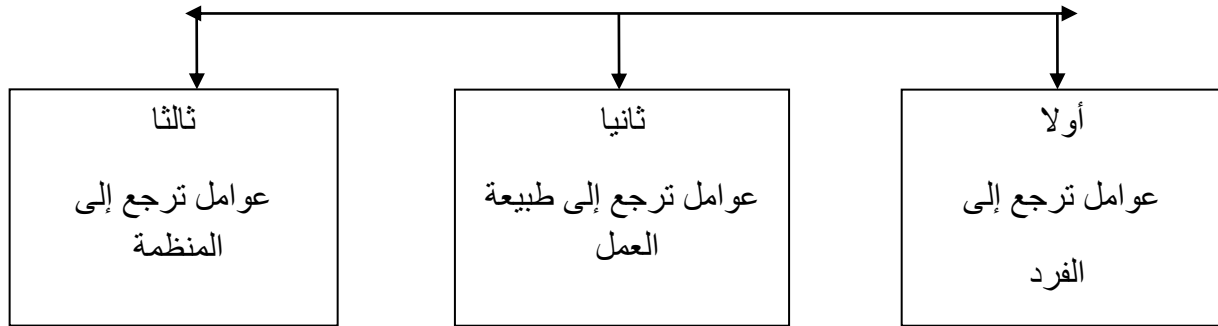 أولا
عوامل ترجع إلى
الفرد
ثانيا
عوامل ترجع إلى طبيعة
العمل
ثالثا
عوامل ترجع إلى
المنظمة